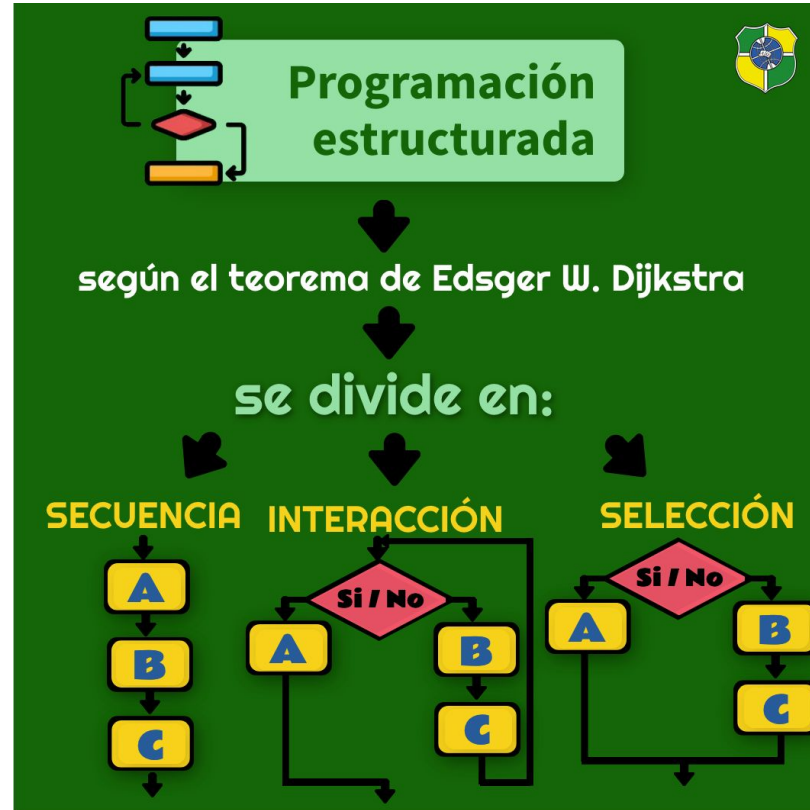 Programación
estructurada
según el teorema de Edsger W. Dijkstra
se divide en:
SECUENCIA
A
B
C
INTERACCIÓN
Si / No
A
B
C
SELECCIÓN
Si / No
A
B
C